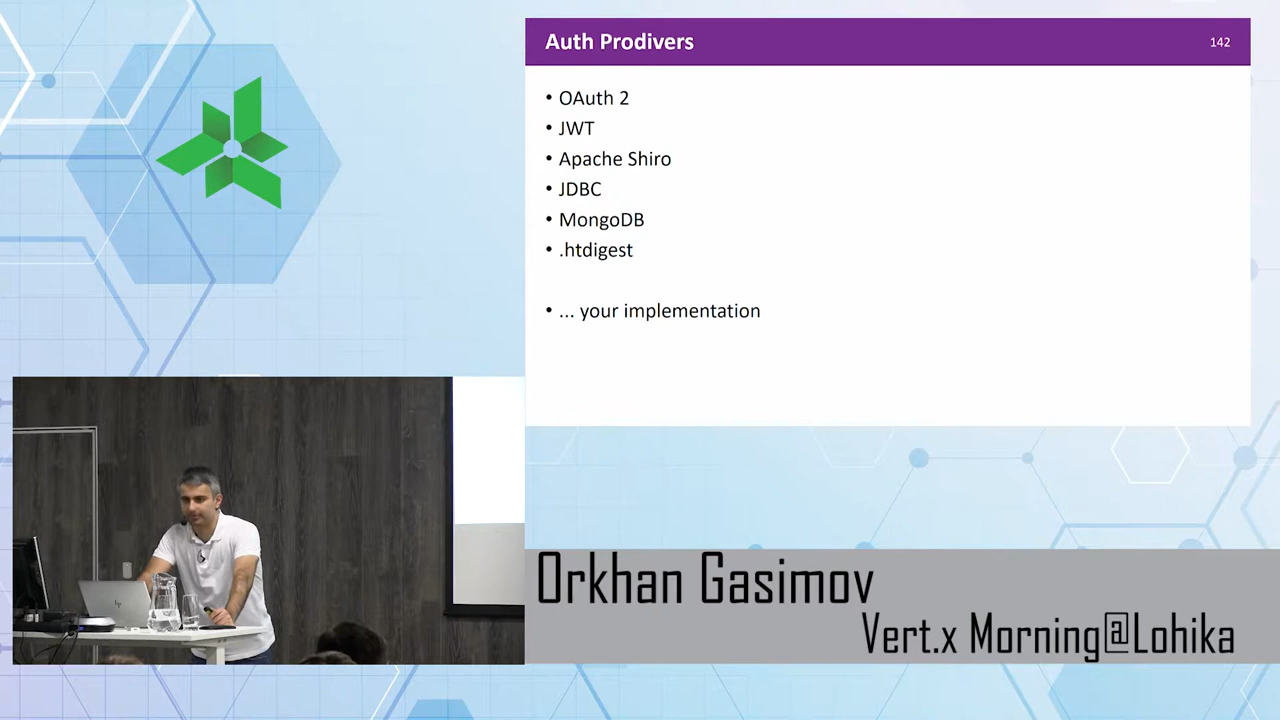 Auth Prodivers
142
• OAuth 2
• JWT
• Apache Shiro
• JDBC
• MongoDB
• .htdigest
• ... your implementation
Orkhan Gasimov
Vert.x Morning@Lohika